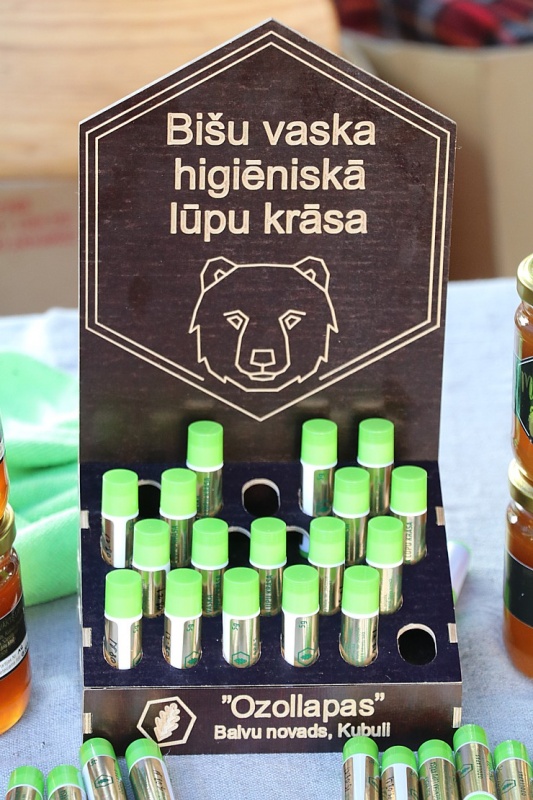 Bišu vaska
higiēniskā
lūpu krāsa
"Ozollapas"
Balvu novads, Kubuli